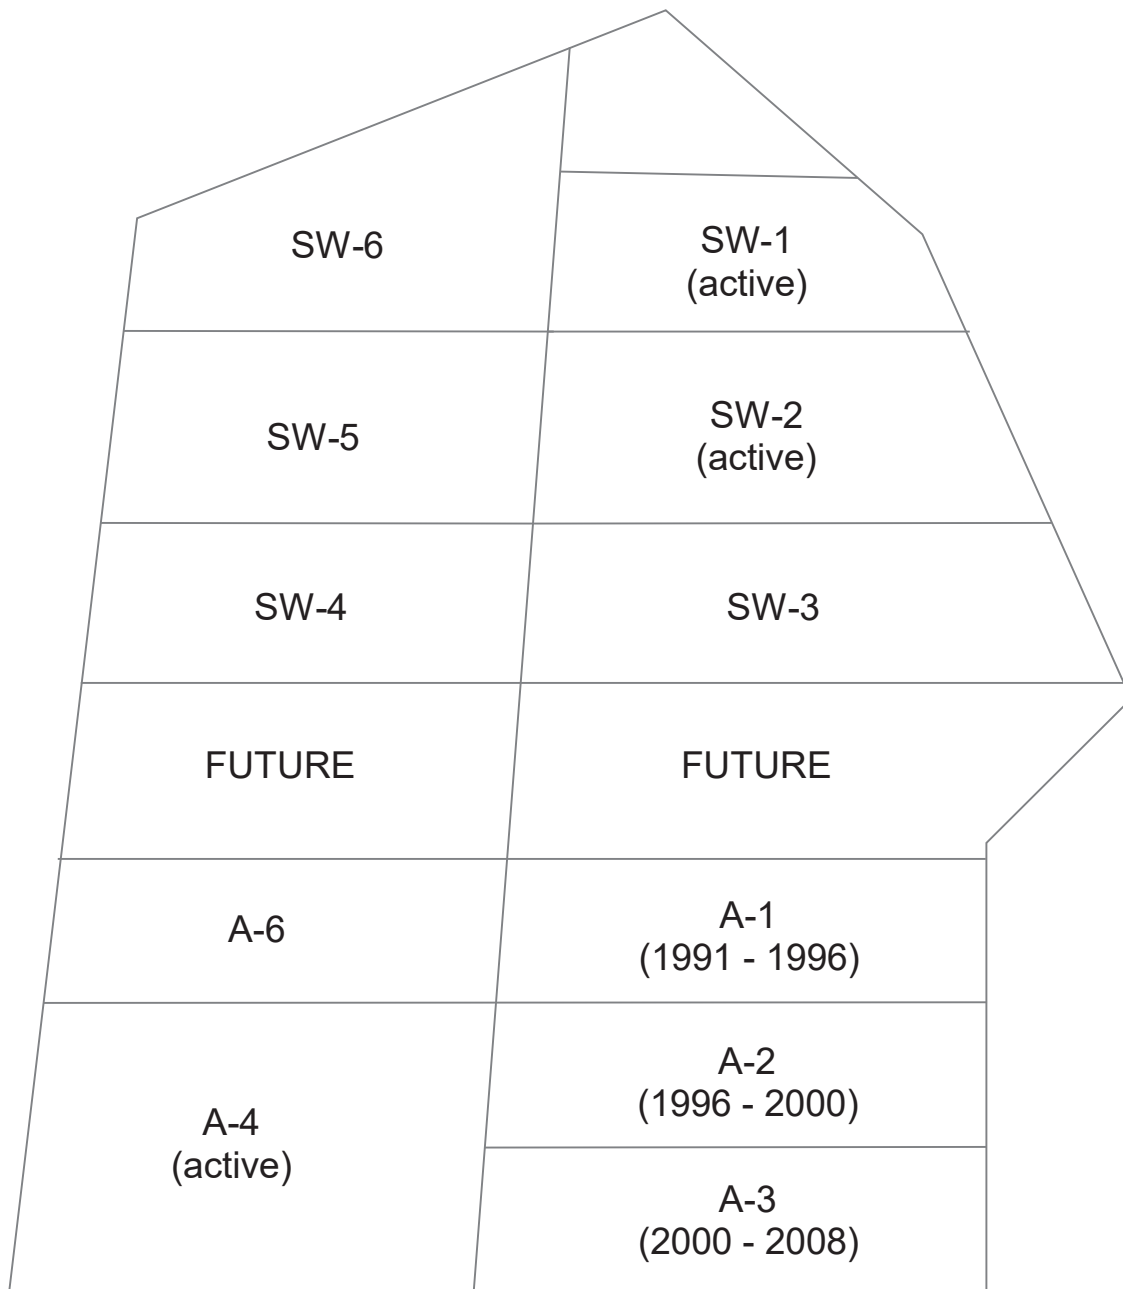 SW-6
SW-1
(active)
SW-5
SW-2
(active)
SW-4
SW-3
FUTURE
FUTURE
A-6
A-1
(1991 - 1996)
A-2
(1996 - 2000)
A-4
(active)
A-3
(2000 - 2008)